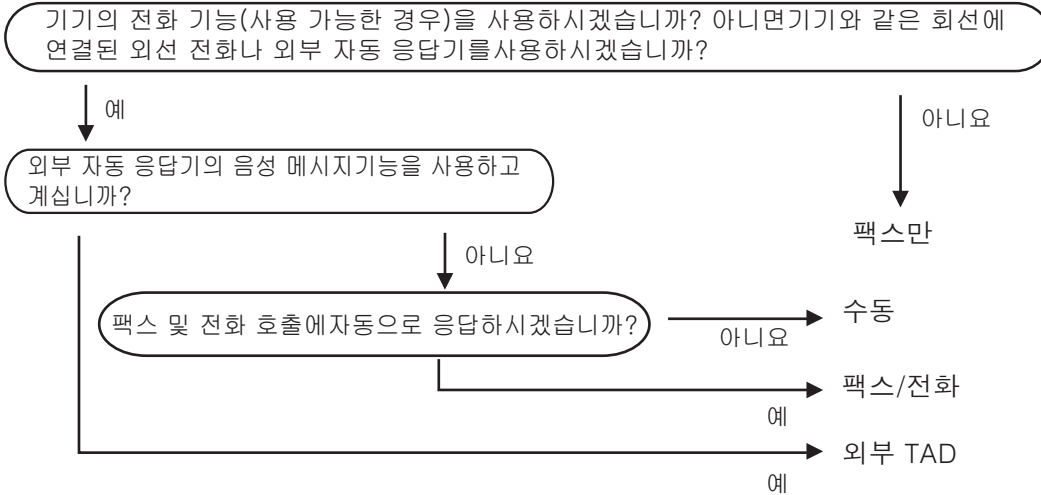 기기의 전화 기능(사용 가능한 경우)을 사용하시겠습니까? 아니면기기와 같은 회선에
연결된 외선 전화나 외부 자동 응답기를사용하시겠습니까?
예
아니요
외부 자동 응답기의 음성 메시지기능을 사용하고
계십니까?
팩스만
아니요
팩스 및 전화 호출에자동으로 응답하시겠습니까?
아니요
수동
예
팩스/전화
예
외부 TAD